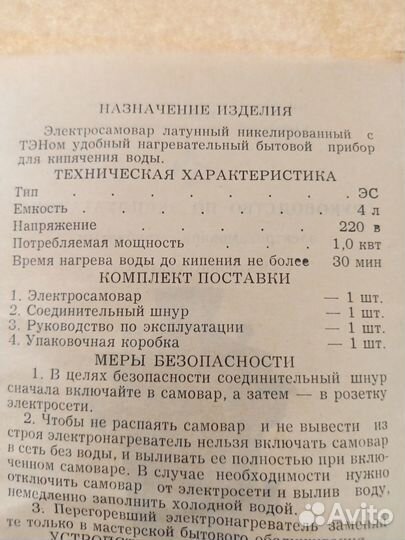 НАЗНАЧЕНИЕ ИЗДЕЛИЯ
Электросамовар латунный никелированный с
ТЭНом удобный нагревательный бытовой прибор
для кипячения воды.
ТЕХНИЧЕСКАЯ ХАРАКТЕРИСТИКА
Тип . . . . . . ЭС
Емкость . . . . . 4 л
Напряжение . . . . . 220 в
Потребляемая мощность . . . 1,0 квт
Время нагрева воды до кипения не более 30 мин
КОМПЛЕКТ ПОСТАВКИ
1. Электросамовар — 1 шт.
2. Соединительный шнур — 1 шт.
3. Руководство по эксплуатации — 1 шт.
4. Упаковочная коробка — 1 шт.
МЕРЫ БЕЗОПАСНОСТИ
1. В целях безопасности соединительный шнур
сначала включайте в самовар, а затем — в розетку
электросети.
2. Чтобы не распаять самовар и не вывести из
строя электронагреватель нельзя включать самовар
в сеть без воды, и выливать ее полностью при вклю-
ченном самоваре. В случае необходимости нужно
отключить самовар от электросети и вылив воду,
немедленно заполнить холодной водой.
3. Перегоревший электронагреватель
те только в мастерской бытового
Avito